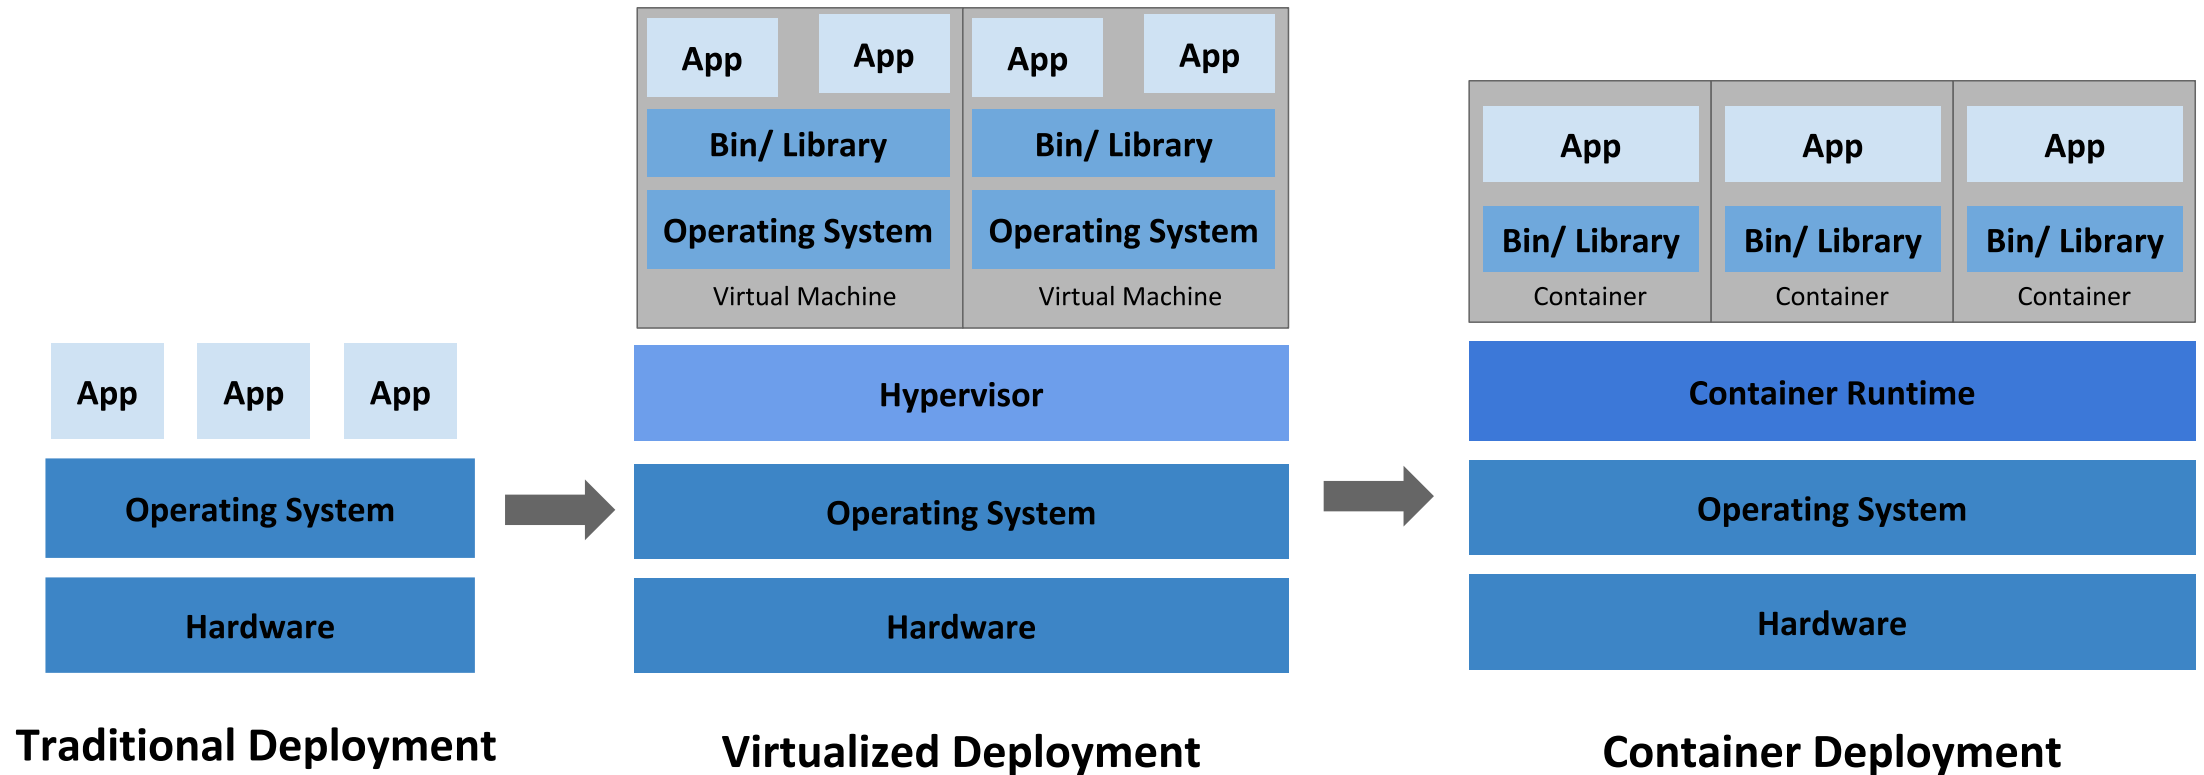 App
App
App
Operating System
Hardware
Traditional Deployment
App
App
App
App
Bin/ Library
Bin/ Library
Operating System
Operating System
Virtual Machine
Virtual Machine
Hypervisor
Operating System
Hardware
Virtualized Deployment
App
App
App
Bin/ Library
Bin/ Library
Bin/ Library
Container
Container
Container
Container Runtime
Operating System
Hardware
Container Deployment